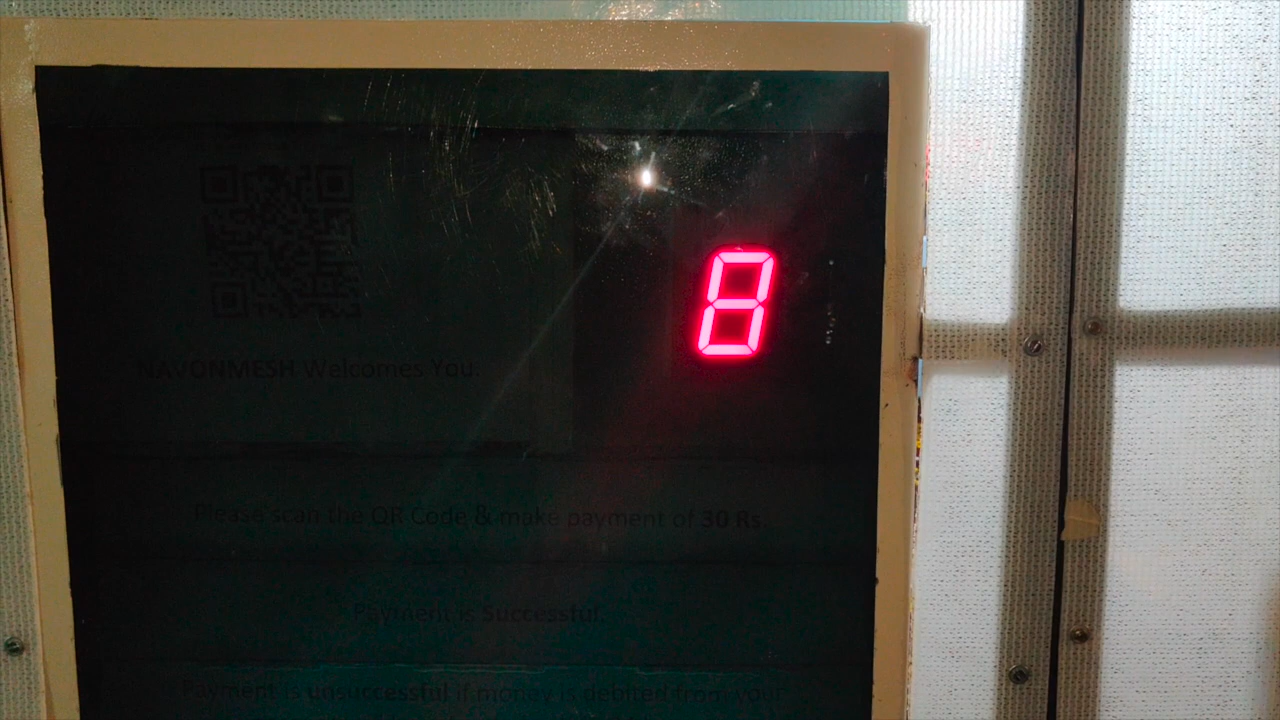 8
NAVONMESH Welcomes You.
Please scan the QR Code & make payment of 30 Rs.
Payment is Successful.
Payment is unsuccessful if money is debited from your